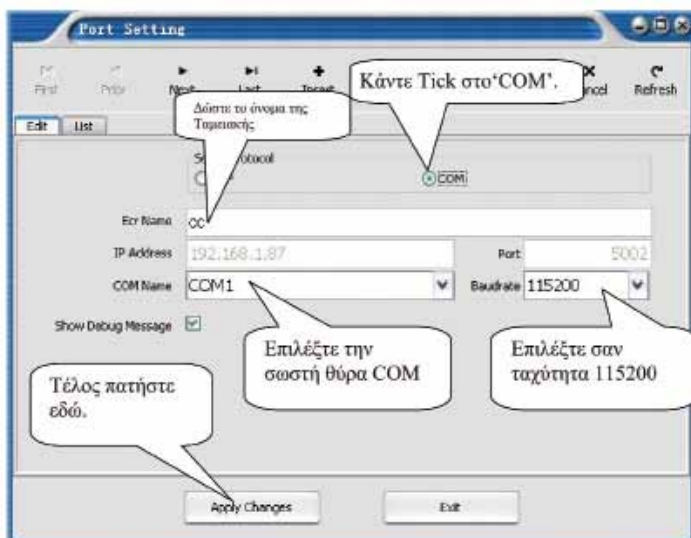 Port Setting
First Prior Next Last Insert Cancel Refresh
Κάντε Tick στο‘COM’.
Δώστε το όνομα της
Ταμειακής
Edit List
COM
Ecr Name cc
IP Address 192.168.1.87 Port 5002
COM Name COM1 Baudrate 115200
Show Debug Message
Επιλέξτε την
σωστή θύρα COM
Επιλέξτε σαν
ταχύτητα 115200
Τέλος πατήστε
εδώ.
Apply Changes Exit